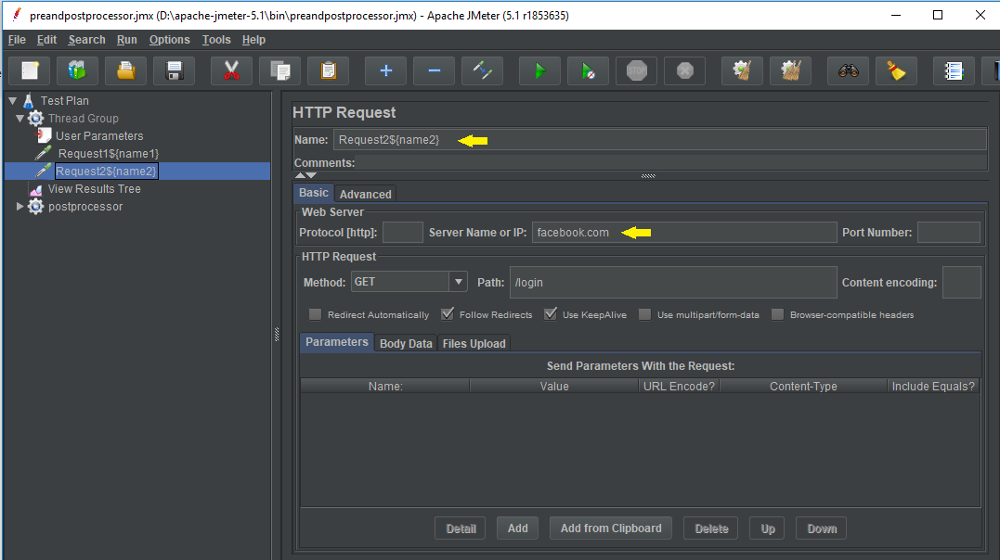 preandpostprocessor.jmx (D:\apache-jmeter-5.1\bin\preandpostprocessor.jmx) - Apache JMeter (5.1 r1853635)
File Edit Search Run Options Tools Help
STOP
Test Plan
Thread Group
User Parameters
Request1${name1}
Request2${name2}
View Results Tree
postprocessor
HTTP Request
Name: Request2${name2}
Comments:
Basic Advanced
Web Server
Protocol [http]: Server Name or IP: facebook.com Port Number:
HTTP Request
Method: GET Path: /login Content encoding:
Redirect Automatically Follow Redirects Use KeepAlive Use multipart/form-data Browser-compatible headers
Parameters Body Data Files Upload
Send Parameters With the Request:
Name: Value URL Encode? Content-Type Include Equals?
Detail Add Add from Clipboard Delete Up Down